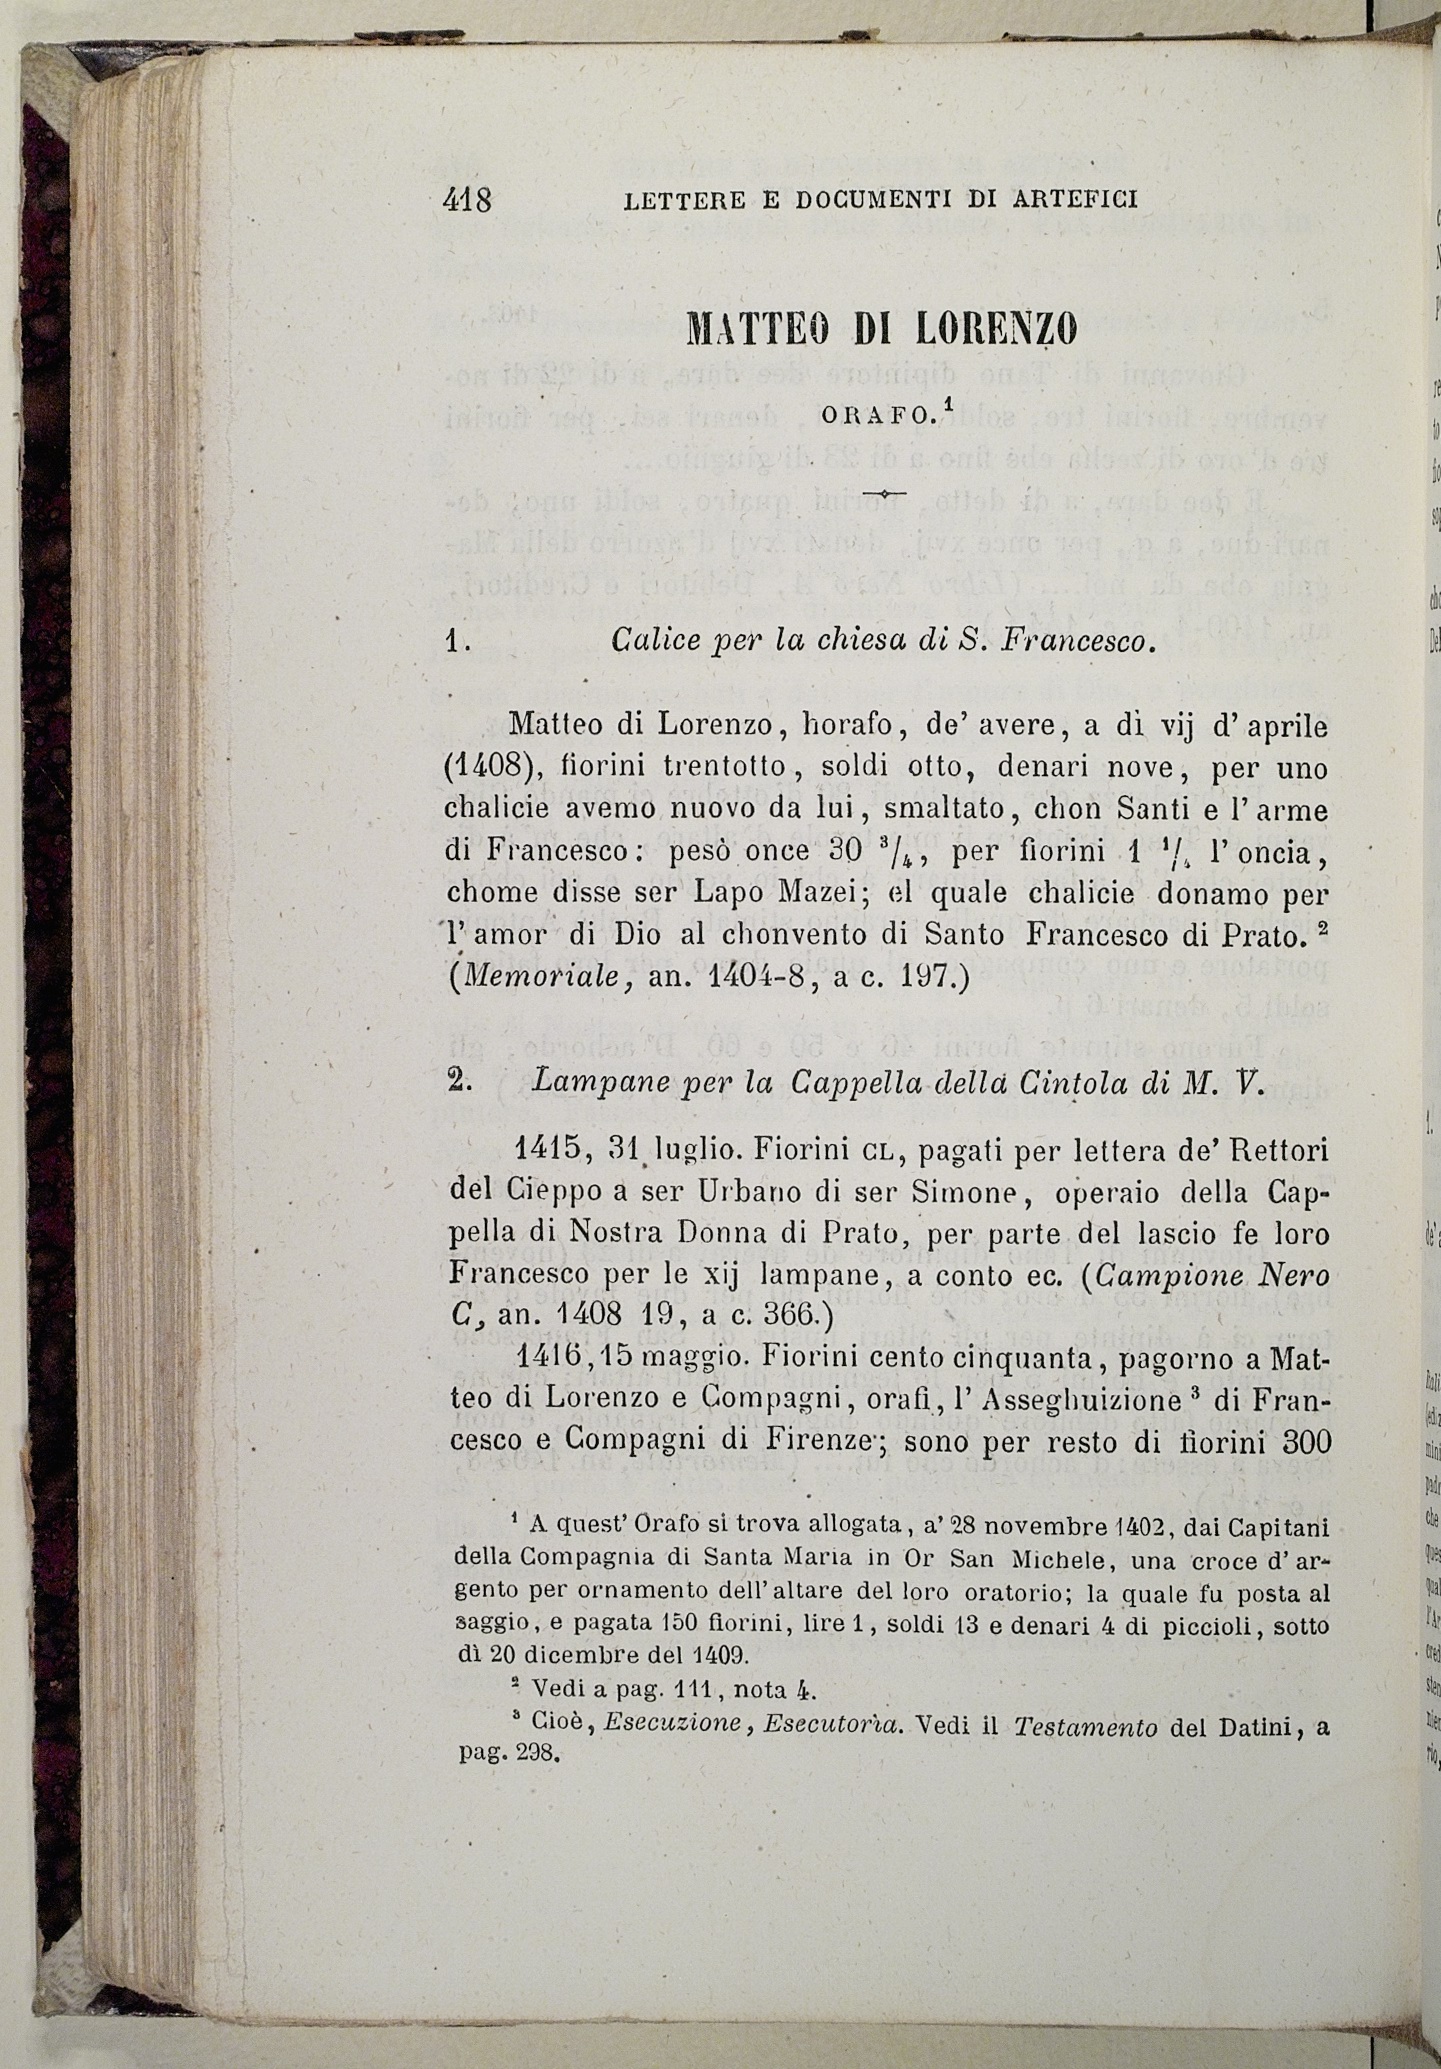 418 LETTERE E DOCUMENTI DI ARTEFICI
MATTEO DI LORENZO
ORAFO.¹
1. Calice per la chiesa di S. Francesco.
Matteo di Lorenzo, horafo, de' avere, a dì vij d' aprile
(1408), fiorini trentotto, soldi otto, denari nove, per uno
chalicie avemo nuovo da lui, smaltato, chon Santi e l' arme
di Francesco: pesò once 30 ³/₄, per fiorini 1 ¹/₄ l' oncia,
chome disse ser Lapo Mazei; el quale chalicie donamo per
l' amor di Dio al chonvento di Santo Francesco di Prato. ²
(Memoriale, an. 1404-8, a c. 197.)
2. Lampane per la Cappella della Cintola di M. V.
1415, 31 luglio. Fiorini CL, pagati per lettera de' Rettori
del Cieppo a ser Urbano di ser Simone, operaio della Cap-
pella di Nostra Donna di Prato, per parte del lascio fe loro
Francesco per le xij lampane, a conto ec. (Campione Nero
C, an. 1408 19, a c. 366.)
1416, 15 maggio. Fiorini cento cinquanta, pagorno a Mat-
teo di Lorenzo e Compagni, orafi, l' Asseghuizione ³ di Fran-
cesco e Compagni di Firenze; sono per resto di fiorini 300
¹ A quest' Orafo si trova allogata, a' 28 novembre 1402, dai Capitani
della Compagnia di Santa Maria in Or San Michele, una croce d' ar-
gento per ornamento dell' altare del loro oratorio; la quale fu posta al
saggio, e pagata 150 fiorini, lire 1, soldi 13 e denari 4 di piccioli, sotto
dì 20 dicembre del 1409.
² Vedi a pag. 111, nota 4.
³ Cioè, Esecuzione, Esecutorìa. Vedi il Testamento del Datini, a
pag. 298.